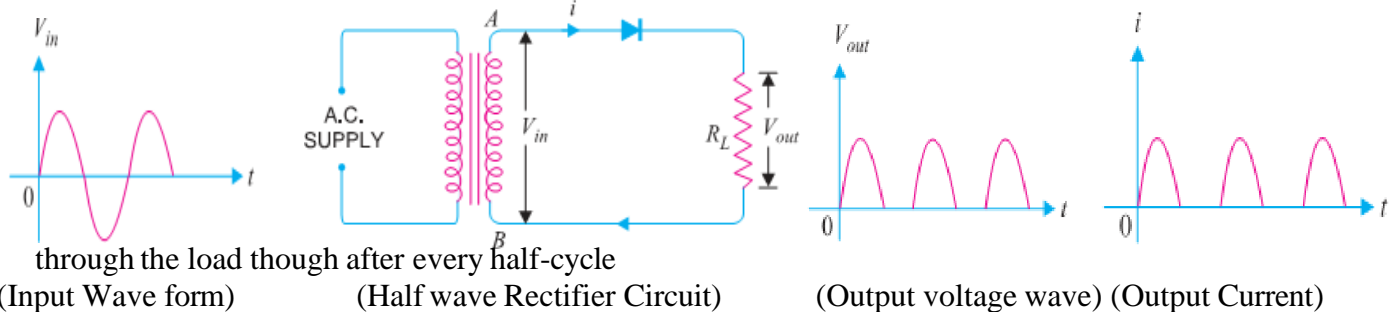 V_in
A
i
V_out
i
A.C.
SUPPLY
V_in
R_L
V_out
t
0
t
0
t
0
B
through the load though after every half-cycle
(Input Wave form) (Half wave Rectifier Circuit) (Output voltage wave) (Output Current)